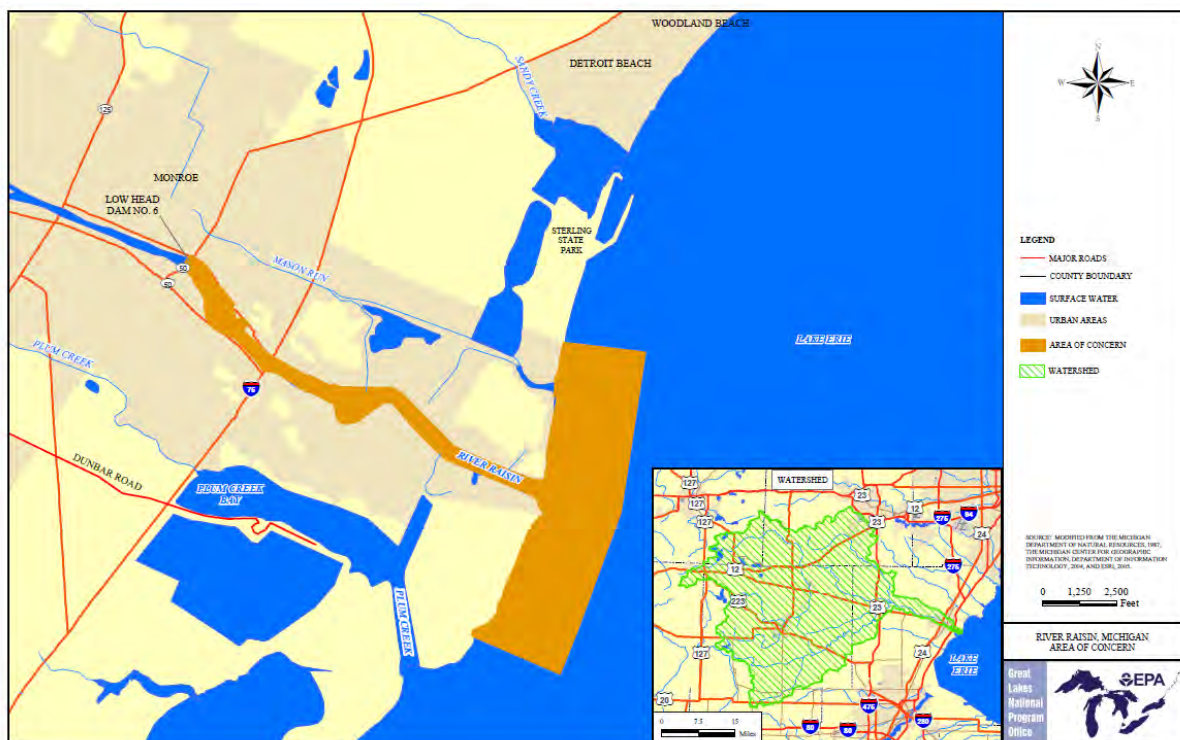 WOODLAND BEACH
DETROIT BEACH
SANDY CREEK
125
MONROE
LOW HEAD
DAM NO. 6
50
50
MASON RUN
STERLING
STATE
PARK
PLUM CREEK
75
LAKE ERIE
DUNBAR ROAD
PLUM CREEK
BAY
RIVER RAISIN
PLUM CREEK
WATERSHED
127
127
127
23
12
275
94
23
24
12
275
223
23
127
24
LAKE
ERIE
20
475
80
80
280
0 7.5 15
Miles
N
W E
S
LEGEND
MAJOR ROADS
COUNTY BOUNDARY
SURFACE WATER
URBAN AREAS
AREA OF CONCERN
WATERSHED
SOURCE: MODIFIED FROM THE MICHIGAN
DEPARTMENT OF NATURAL RESOURCES, 1987,
THE MICHIGAN CENTER FOR GEOGRAPHIC
INFORMATION, DEPARTMENT OF INFORMATION
TECHNOLOGY, 2004, AND ESRI, 2005.
0 1,250 2,500
Feet
RIVER RAISIN, MICHIGAN
AREA OF CONCERN
Great
Lakes
National
Program
Office
EPA